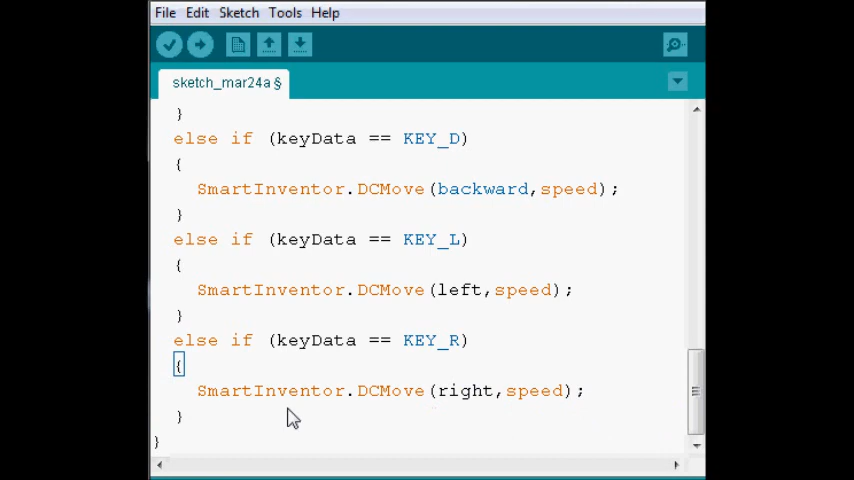 File Edit Sketch Tools Help
sketch_mar24a §
}
else if (keyData == KEY_D)
{
SmartInventor.DCMove(backward,speed);
}
else if (keyData == KEY_L)
{
SmartInventor.DCMove(left,speed);
}
else if (keyData == KEY_R)
{
SmartInventor.DCMove(right,speed);
}
}